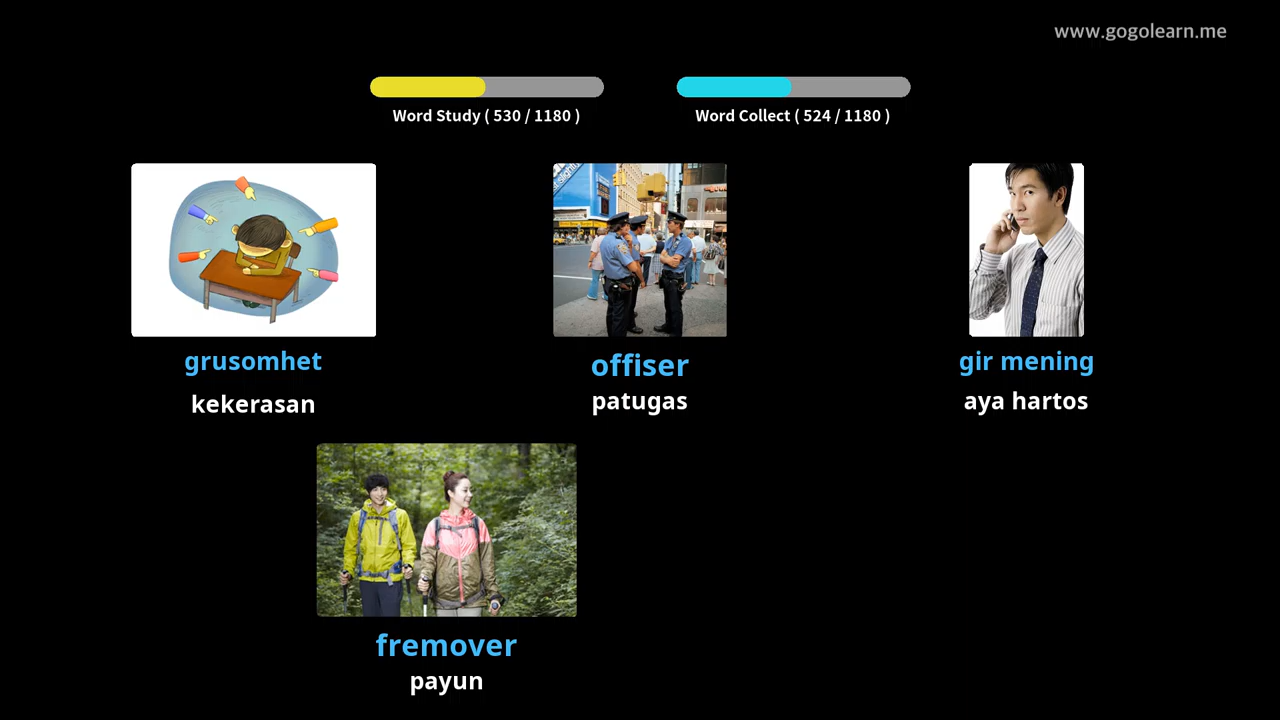 www.gogolearn.me
Word Study ( 530 / 1180 )
Word Collect ( 524 / 1180 )
grusomhet
kekerasan
offiser
patugas
gir mening
aya hartos
fremover
payun